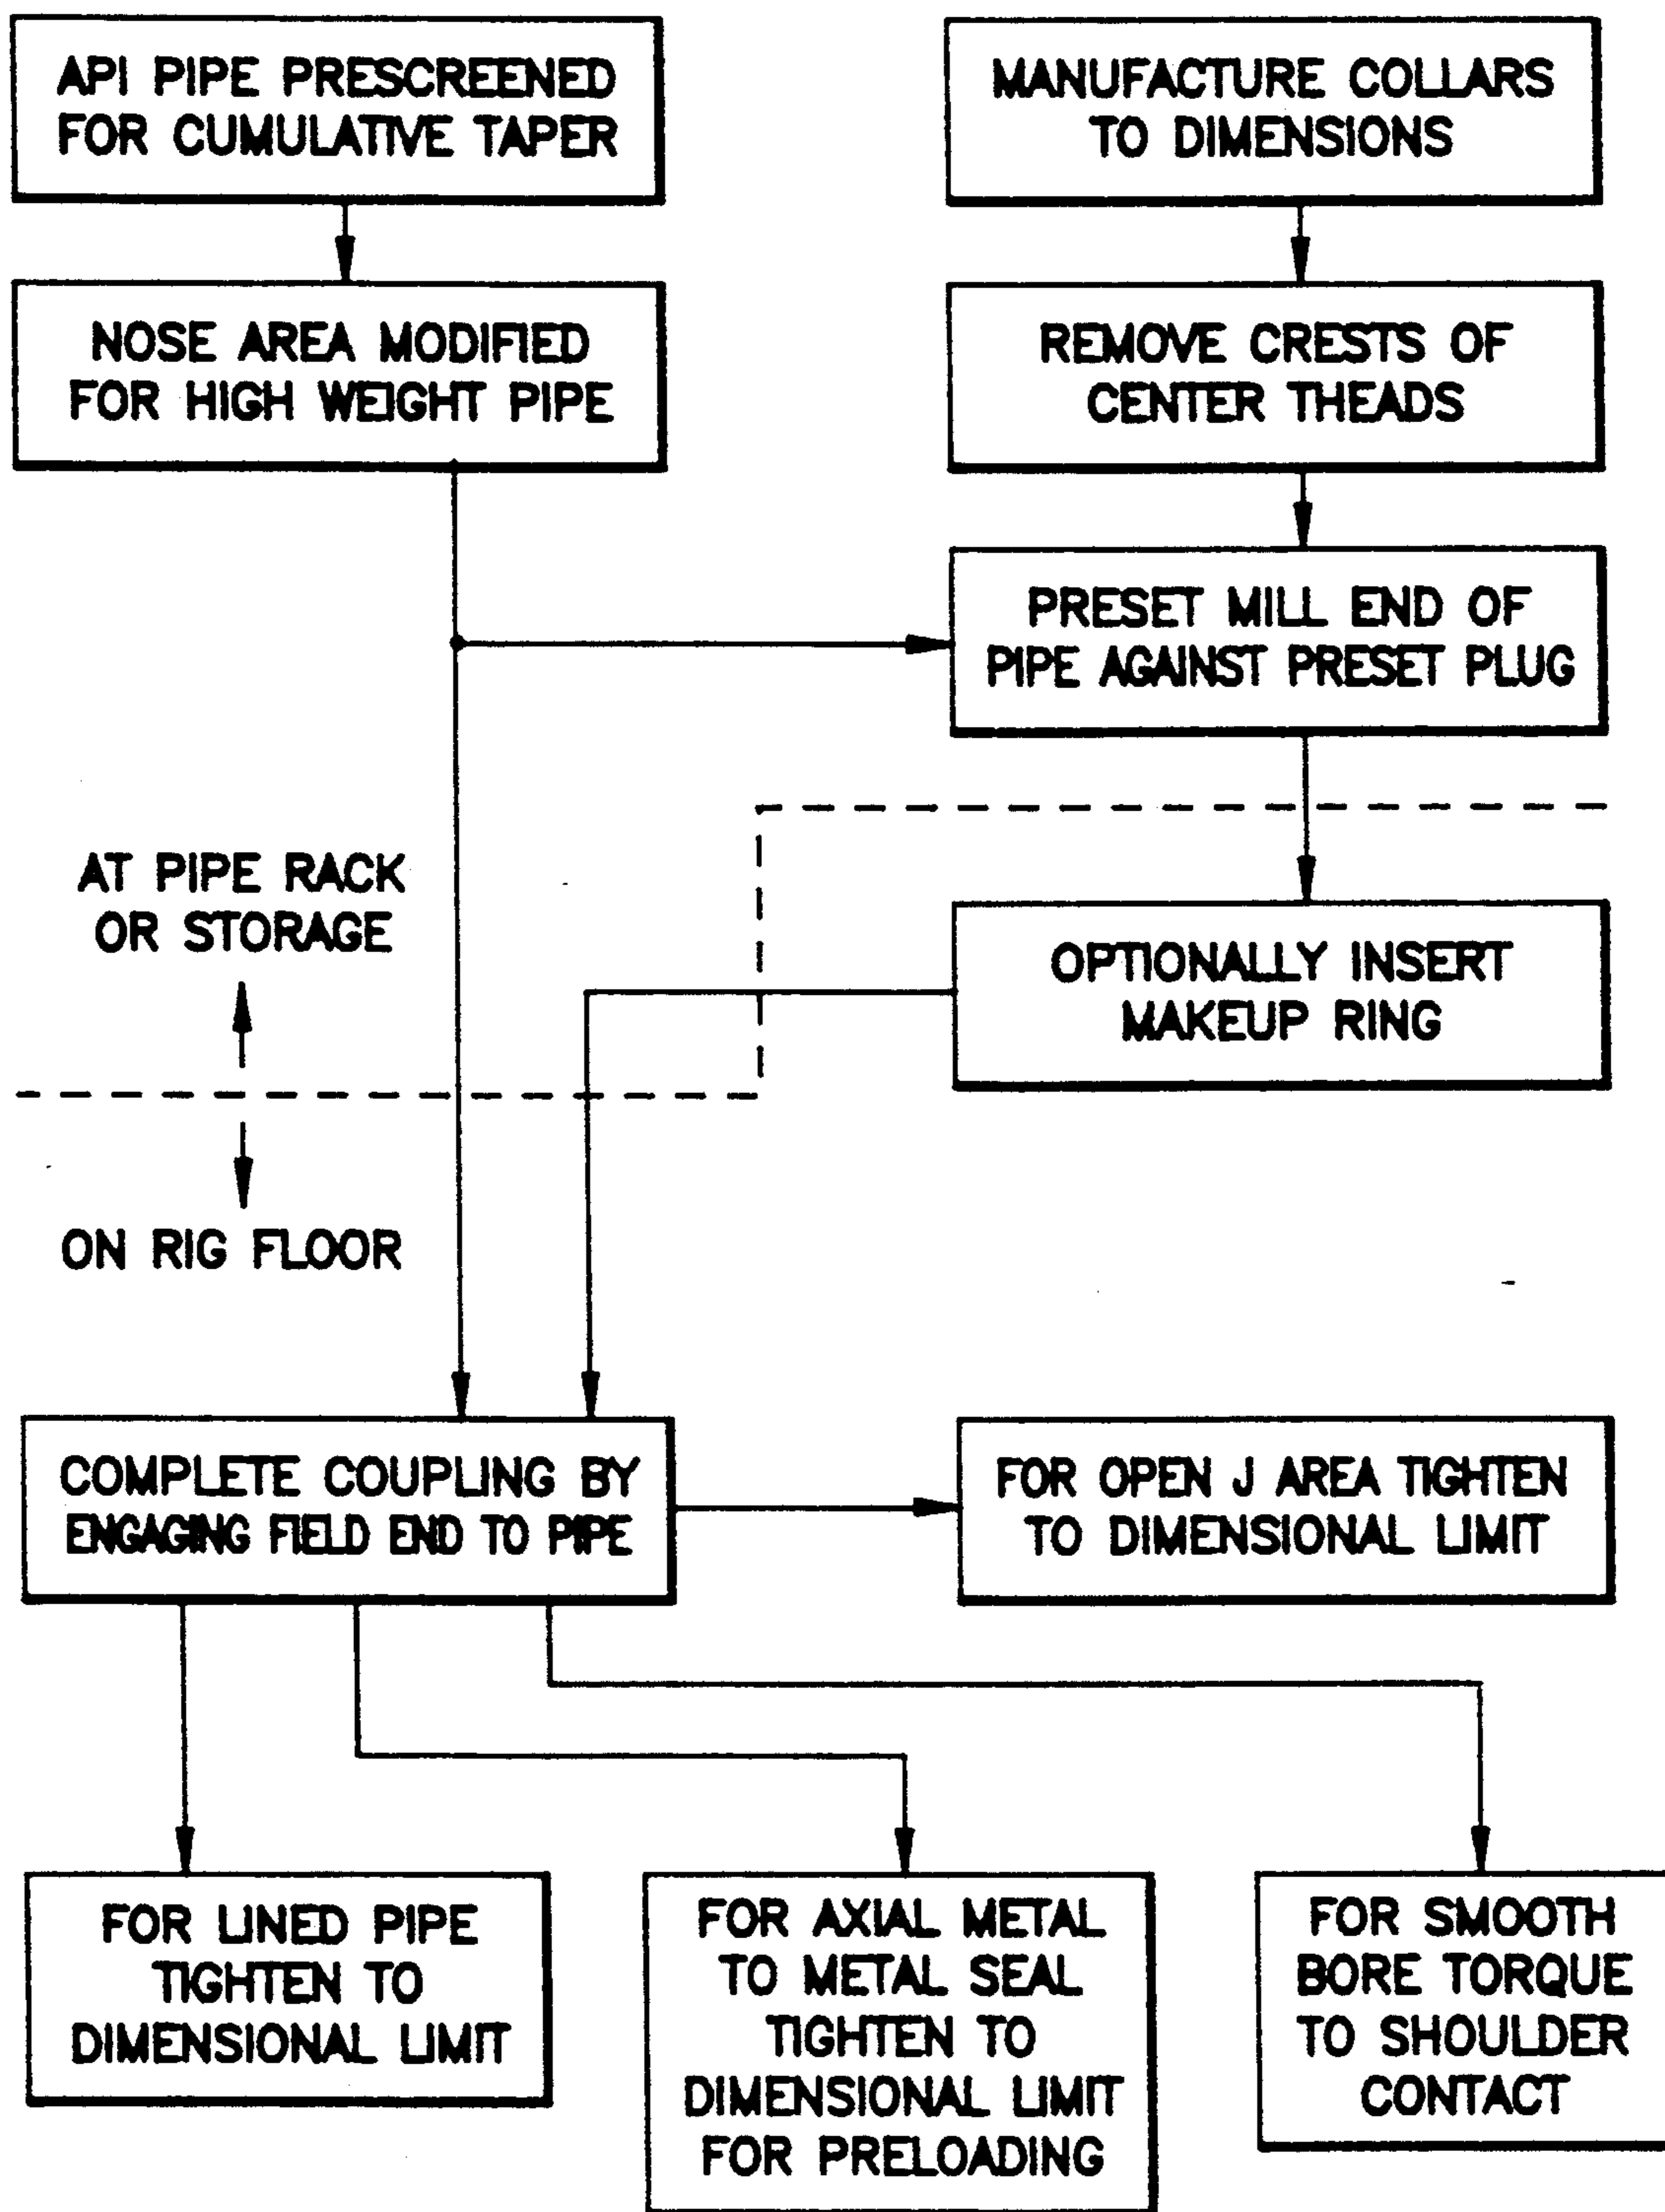 API PIPE PRESCREENED
FOR CUMULATIVE TAPER
MANUFACTURE COLLARS
TO DIMENSIONS
NOSE AREA MODIFIED
FOR HIGH WEIGHT PIPE
REMOVE CRESTS OF
CENTER THEADS
PRESET MILL END OF
PIPE AGAINST PRESET PLUG
AT PIPE RACK
OR STORAGE
OPTIONALLY INSERT
MAKEUP RING
ON RIG FLOOR
COMPLETE COUPLING BY
ENGAGING FIELD END TO PIPE
FOR OPEN J AREA TIGHTEN
TO DIMENSIONAL LIMIT
FOR LINED PIPE
TIGHTEN TO
DIMENSIONAL LIMIT
FOR AXIAL METAL
TO METAL SEAL
TIGHTEN TO
DIMENSIONAL LIMIT
FOR PRELOADING
FOR SMOOTH
BORE TORQUE
TO SHOULDER
CONTACT